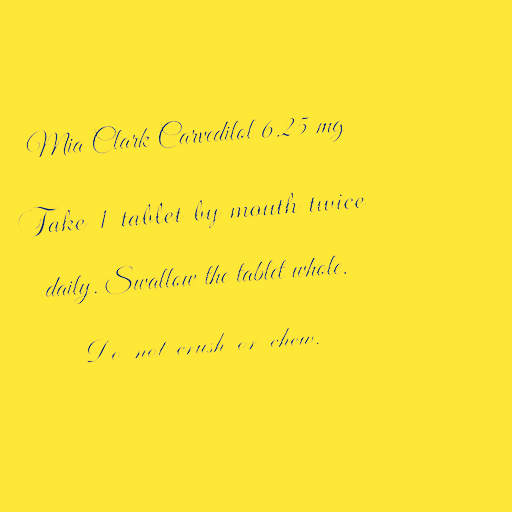 Mia Clark Carvedilol 6.25 mg
Take 1 tablet by mouth twice
daily. Swallow the tablet whole.
Do not crush or chew.